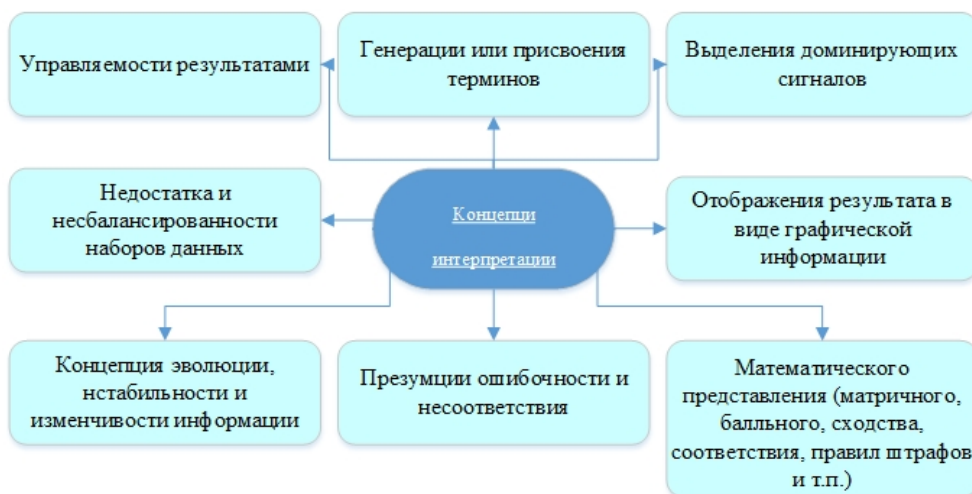 Управляемости результатами
Генерации или присвоения
терминов
Выделения доминирующих
сигналов
Недостатка и
несбалансированности
наборов данных
Концепци
интерпретации
Отображения результата в
виде графической
информации
Концепция эволюции,
нстабильности и
изменчивости информации
Презумции ошибочности и
несоответствия
Математического
представления (матричного,
балльного, сходства,
соответствия, правил штрафов
и т.п.)